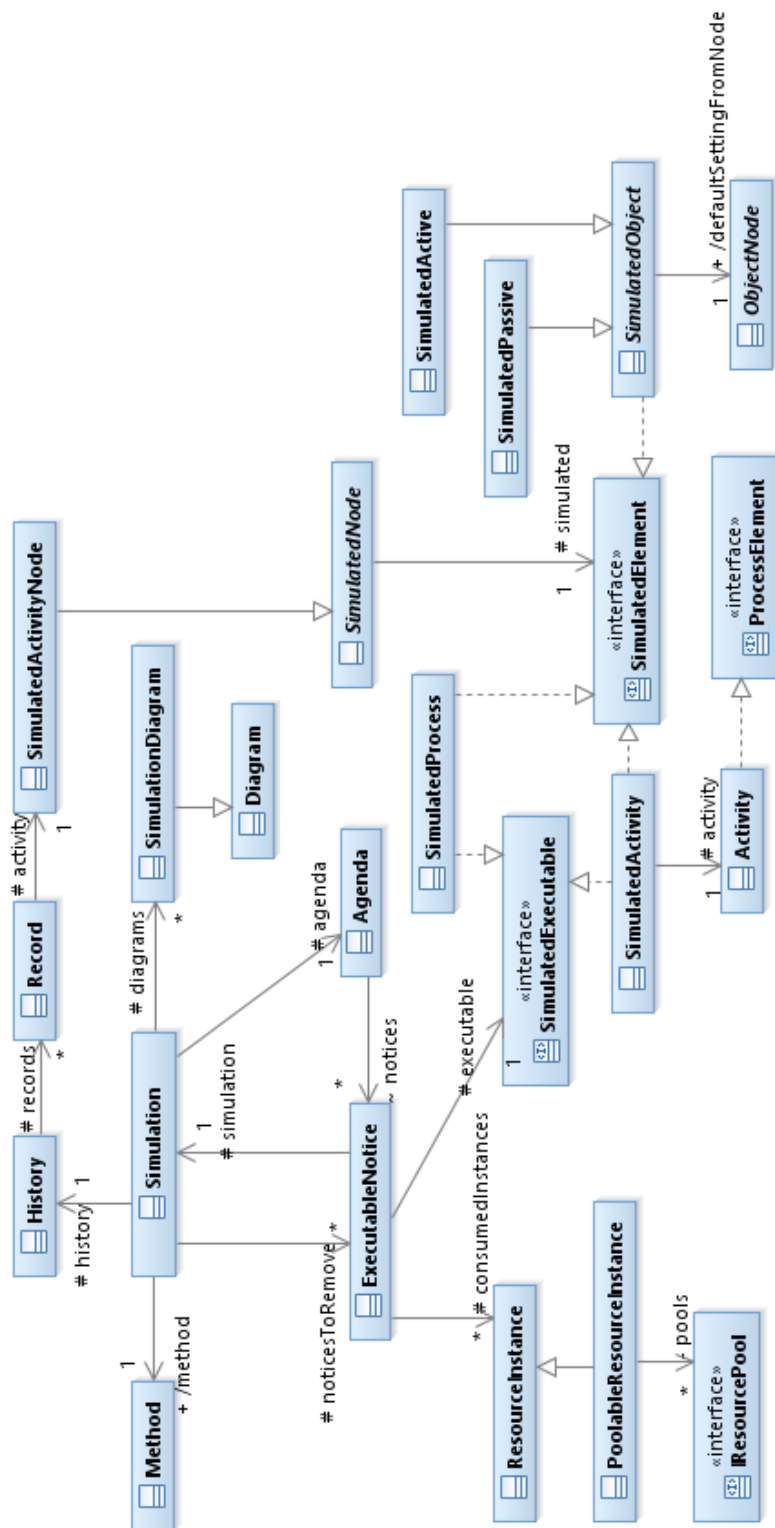 Method
+ /method
1
# history
1
History
# records
*
Record
# activity
1
SimulatedActivityNode
Simulation
# diagrams
*
SimulationDiagram
Diagram
SimulatedNode
# simulated
1
# noticesToRemove
*
1
# simulation
1
# agenda
Agenda
*
~ notices
ExecutableNotice
# executable
1
* # consumedInstances
ResourceInstance
PoolableResourceInstance
* - pools
«interface»
IResourcePool
«interface»
SimulatedExecutable
SimulatedProcess
SimulatedActivity
1 # activity
Activity
«interface»
SimulatedElement
«interface»
ProcessElement
SimulatedPassive
SimulatedActive
SimulatedObject
1 + /defaultSettingFromNode
ObjectNode